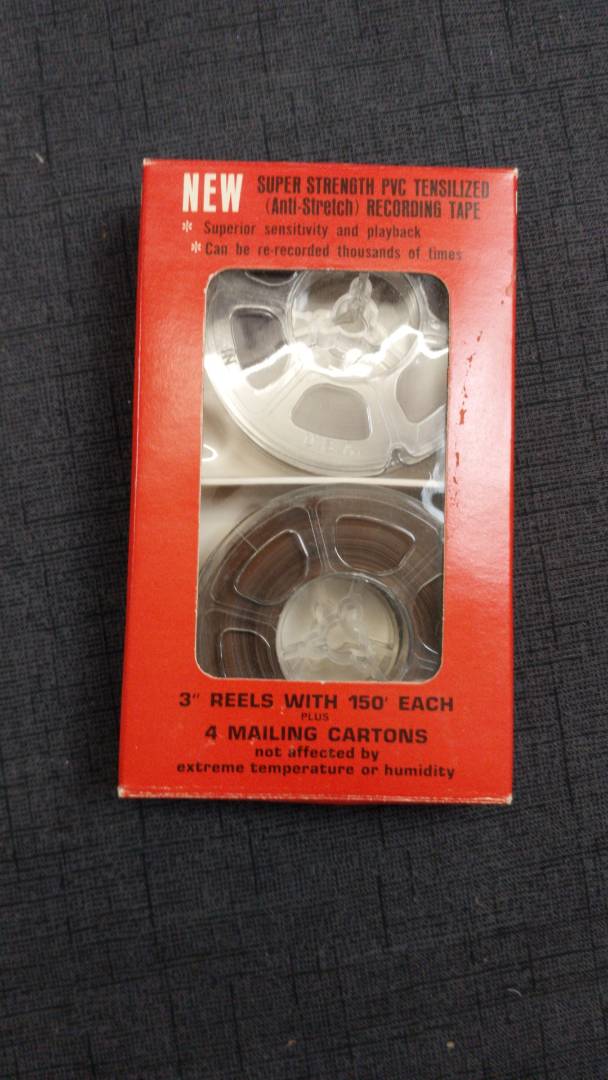 NEW SUPER STRENGTH PVC TENSILIZED
(Anti-Stretch) RECORDING TAPE
* Superior sensitivity and playback
* Can be re-recorded thousands of times
3" REELS WITH 150' EACH
PLUS
4 MAILING CARTONS
not affected by
extreme temperature or humidity